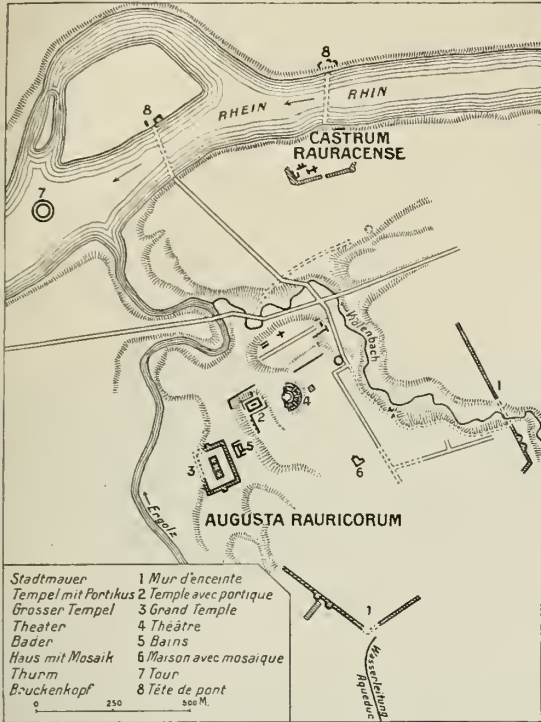 8
RHEIN
RHIN
8
CASTRUM
RAURACENSE
7
Violenbach
1
4
2
5
3
6
Ergolz
AUGUSTA RAURICORUM
1
Wasserleitung
Aqueduc
Stadtmauer 1 Mur d'enceinte
Tempel mit Portikus 2 Temple avec portique
Grosser Tempel 3 Grand Temple
Theater 4 Théâtre
Bader 5 Bains
Haus mit Mosaik 6 Maison avec mosaique
Thurm 7 Tour
Bruckenkopf 8 Tête de pont
0 250 500 M.